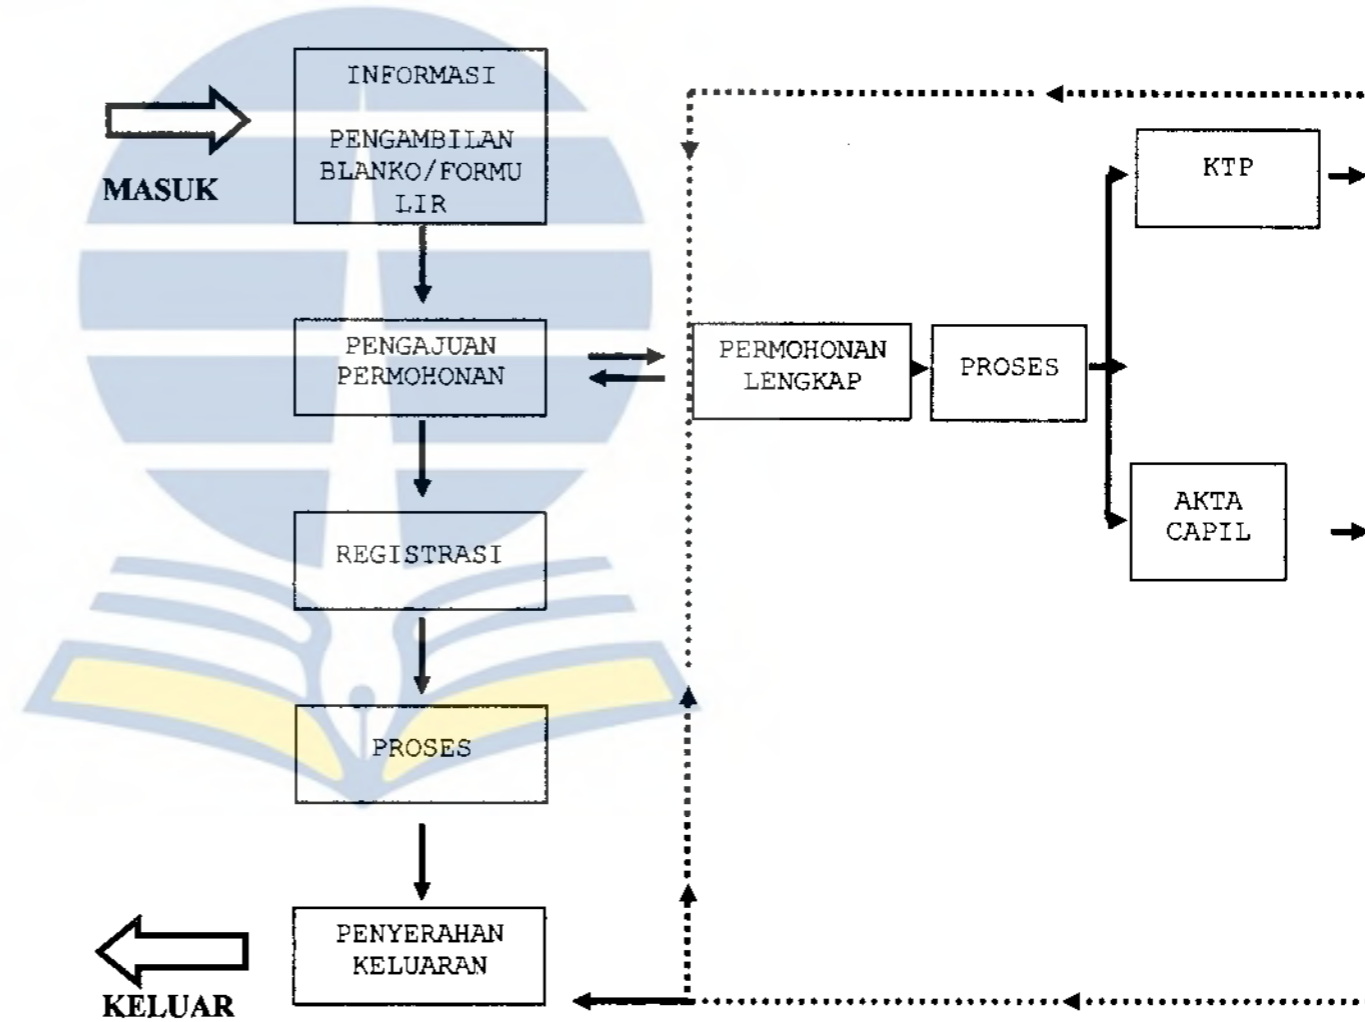 INFORMASI
PENGAMBILAN
BLANKO/FORMU
LIR
MASUK
KTP
PENGAJUAN
PERMOHONAN
PERMOHONAN
LENGKAP
PROSES
AKTA
CAPIL
REGISTRASI
PROSES
PENYERAHAN
KELUARAN
KELUAR